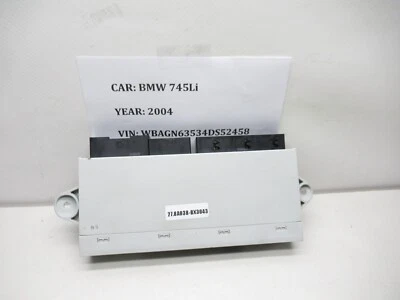 CAR: BMW 745Li
YEAR: 2004
VIN: WBAGN63534DS52458